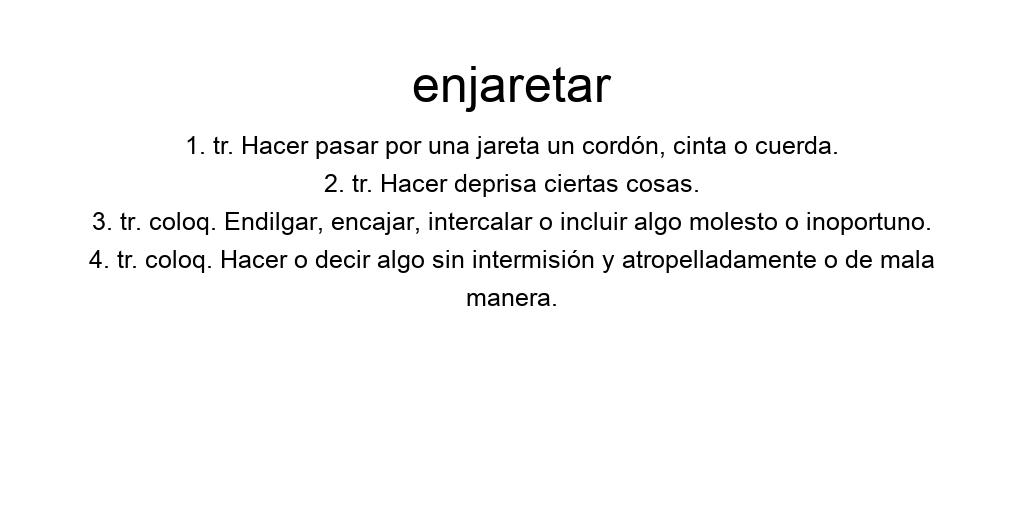 enjaretar
1. tr. Hacer pasar por una jareta un cordón, cinta o cuerda.
2. tr. Hacer deprisa ciertas cosas.
3. tr. coloq. Endilgar, encajar, intercalar o incluir algo molesto o inoportuno.
4. tr. coloq. Hacer o decir algo sin intermisión y atropelladamente o de mala
manera.